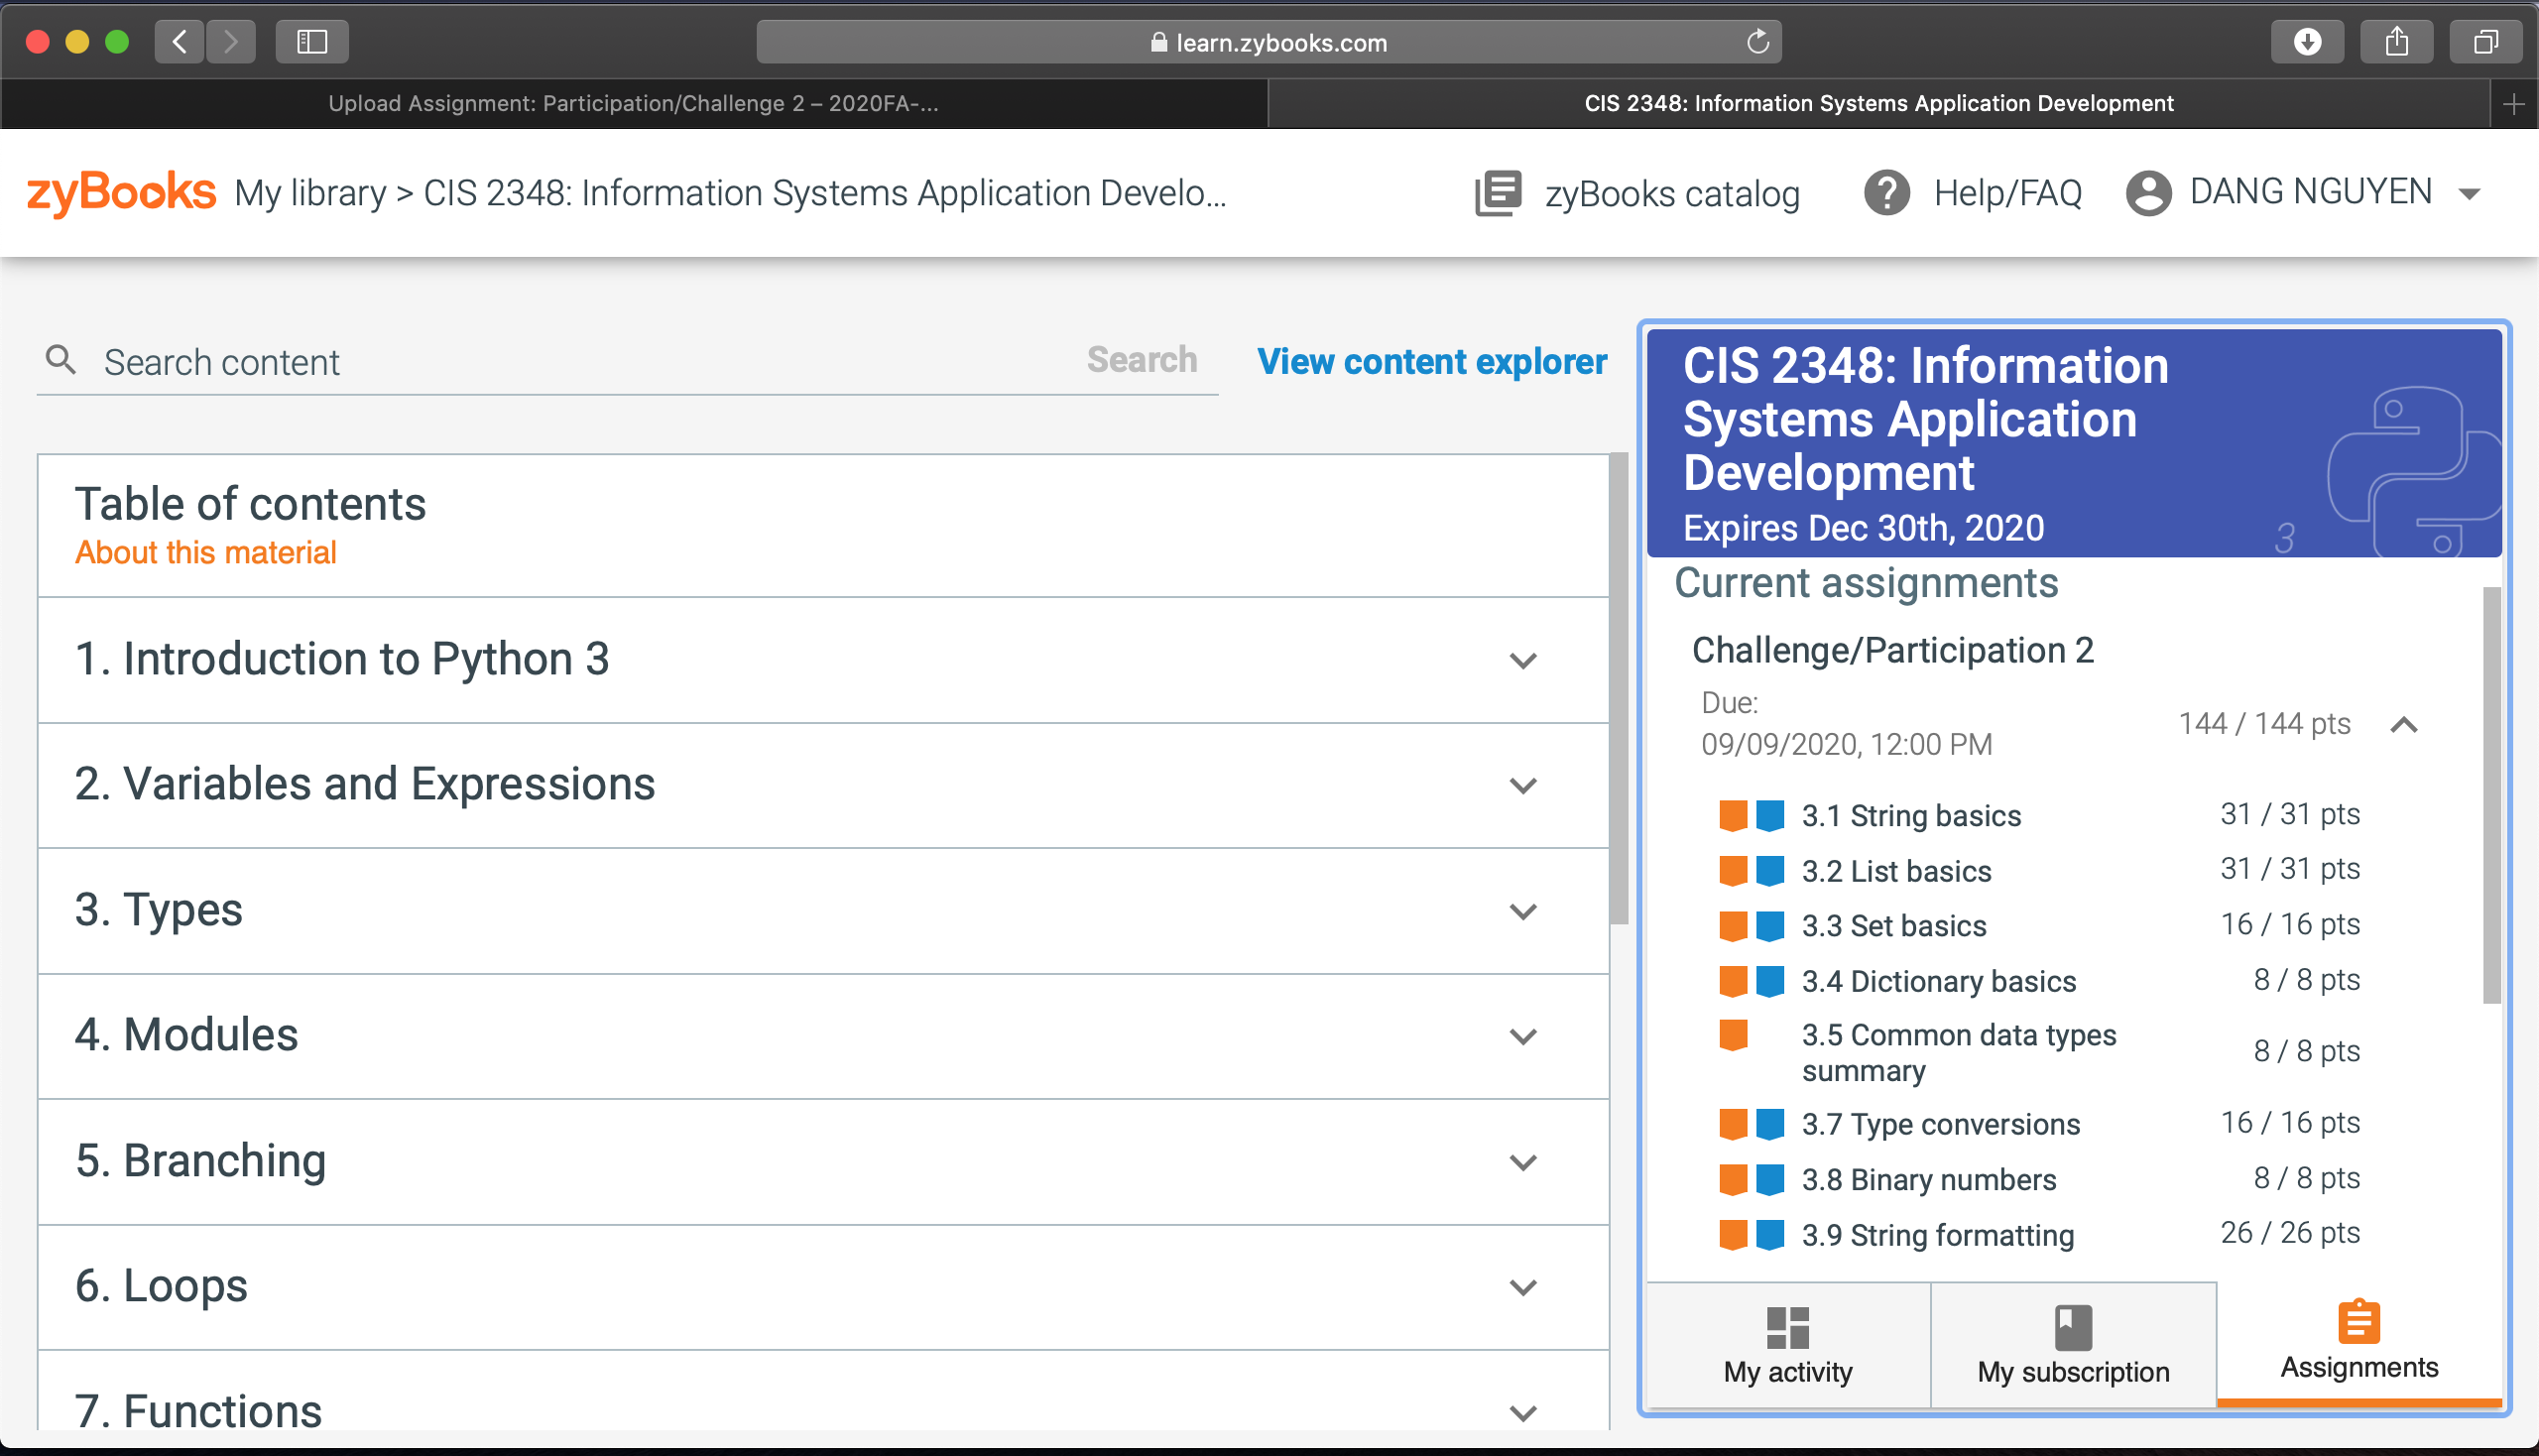 learn.zybooks.com
Upload Assignment: Participation/Challenge 2 – 2020FA-...
CIS 2348: Information Systems Application Development
zyBooks My library > CIS 2348: Information Systems Application Develo...
zyBooks catalog
Help/FAQ
DANG NGUYEN
Search content
Search
View content explorer
Table of contents
About this material
1. Introduction to Python 3
2. Variables and Expressions
3. Types
4. Modules
5. Branching
6. Loops
7. Functions
CIS 2348: Information
Systems Application
Development
Expires Dec 30th, 2020
3
Current assignments
Challenge/Participation 2
Due:
09/09/2020, 12:00 PM
144 / 144 pts
3.1 String basics 31 / 31 pts
3.2 List basics 31 / 31 pts
3.3 Set basics 16 / 16 pts
3.4 Dictionary basics 8 / 8 pts
3.5 Common data types
summary
8 / 8 pts
3.7 Type conversions 16 / 16 pts
3.8 Binary numbers 8 / 8 pts
3.9 String formatting 26 / 26 pts
My activity
My subscription
Assignments